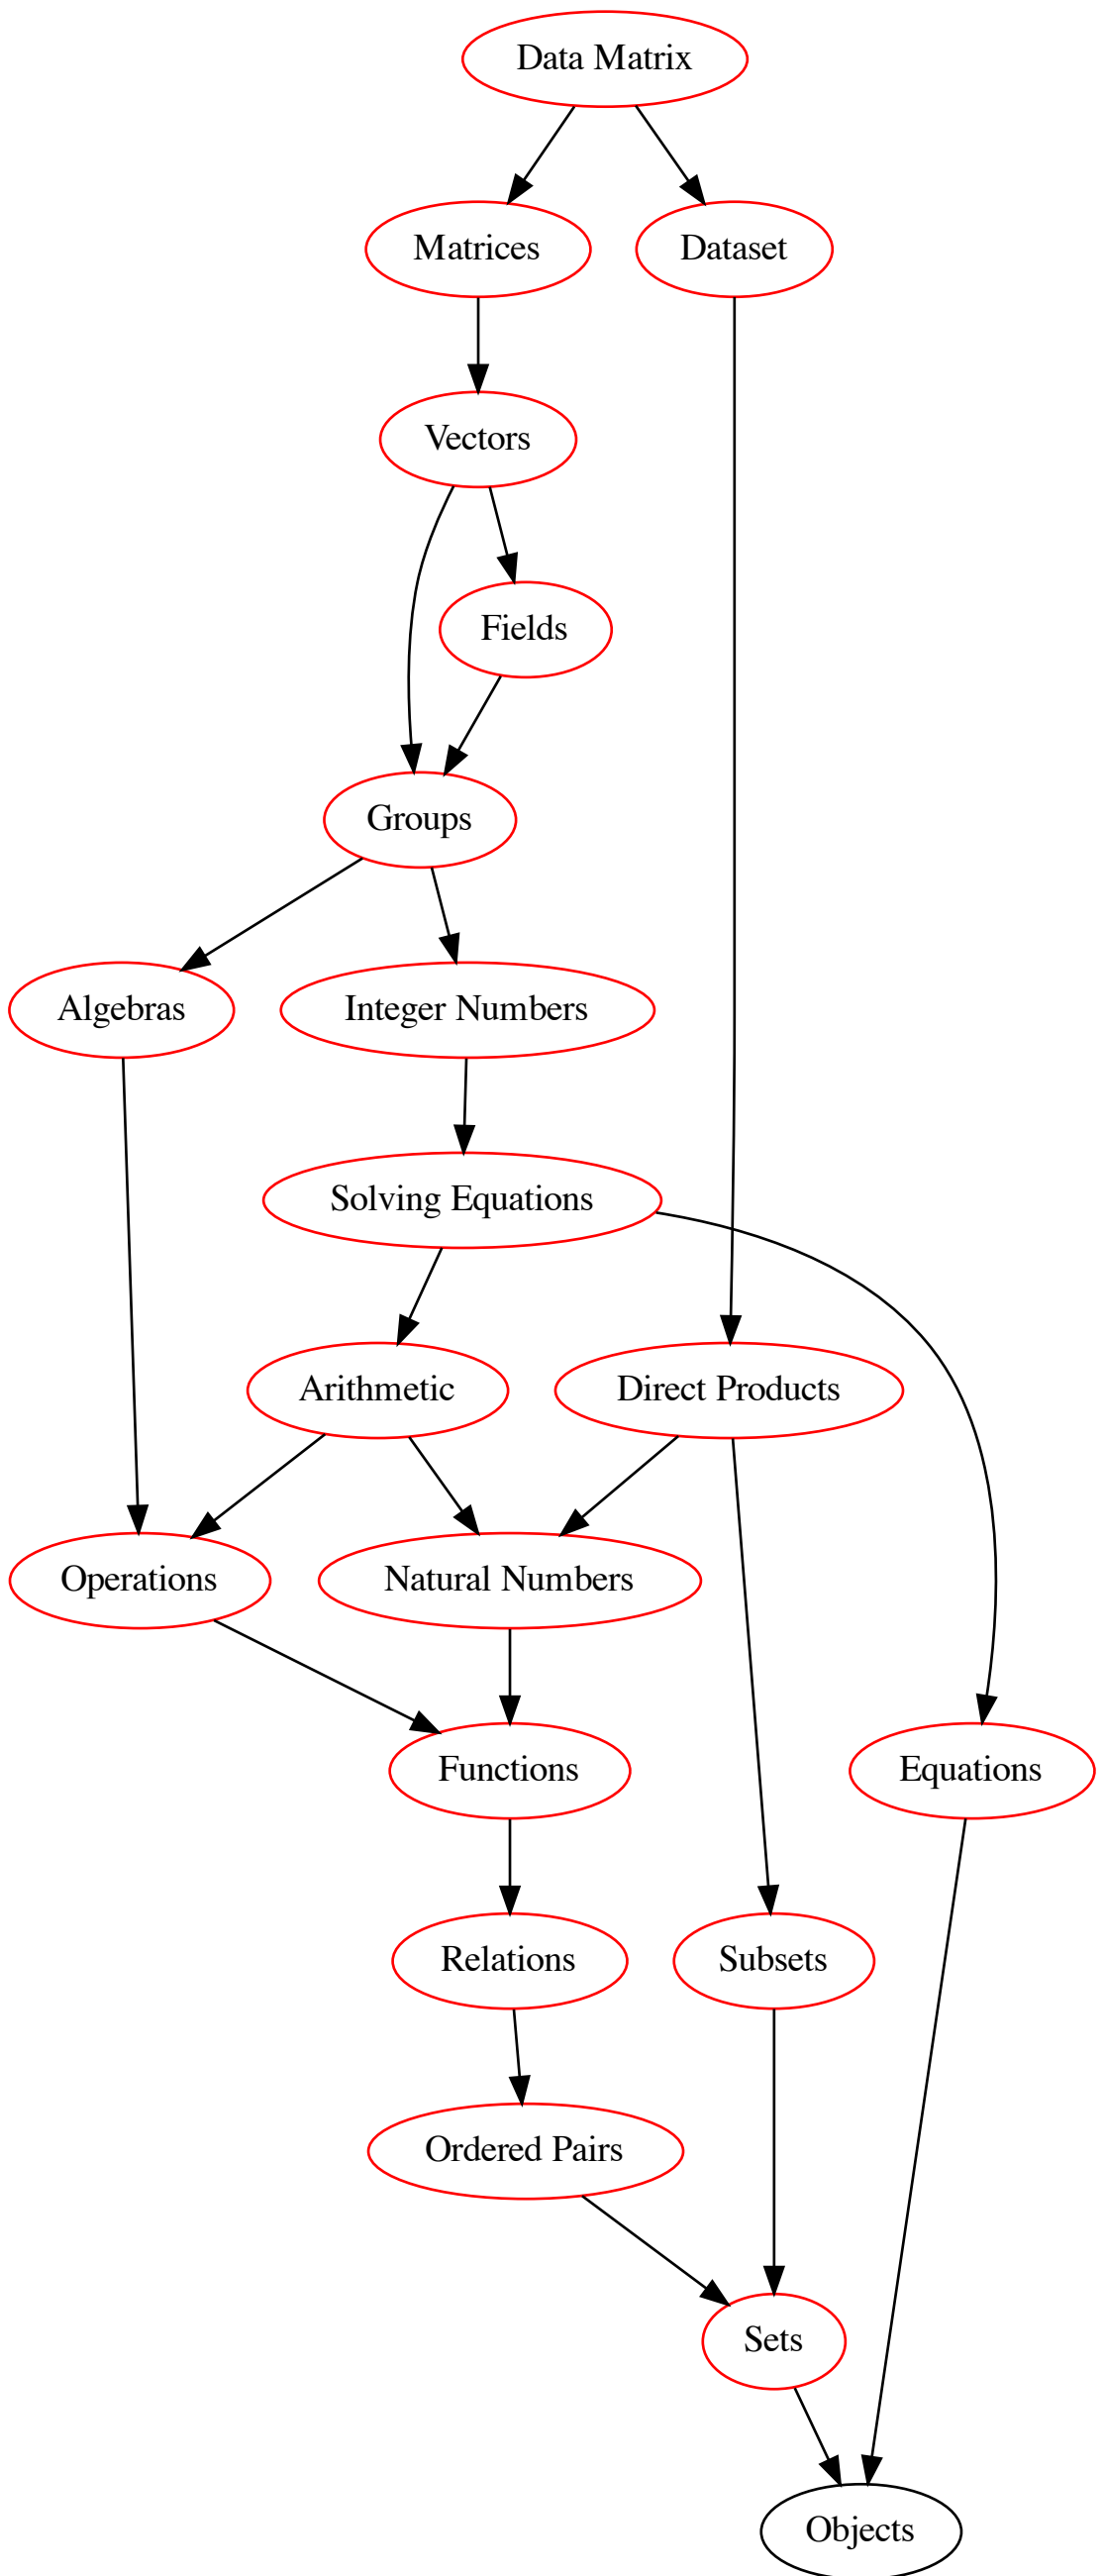 Data Matrix
Matrices
Dataset
Vectors
Fields
Groups
Algebras
Integer Numbers
Solving Equations
Arithmetic
Direct Products
Operations
Natural Numbers
Functions
Equations
Relations
Subsets
Ordered Pairs
Sets
Objects